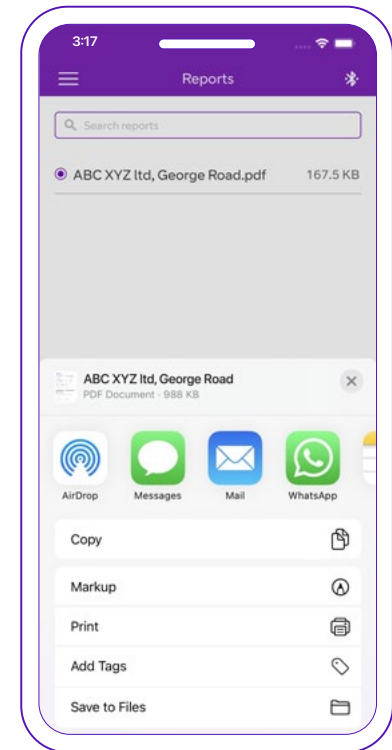 3:17
Reports
Search reports
ABC XYZ ltd, George Road.pdf 167.5 KB
ABC XYZ ltd, George Road
PDF Document · 988 KB
AirDrop Messages Mail WhatsApp
Copy
Markup
Print
Add Tags
Save to Files